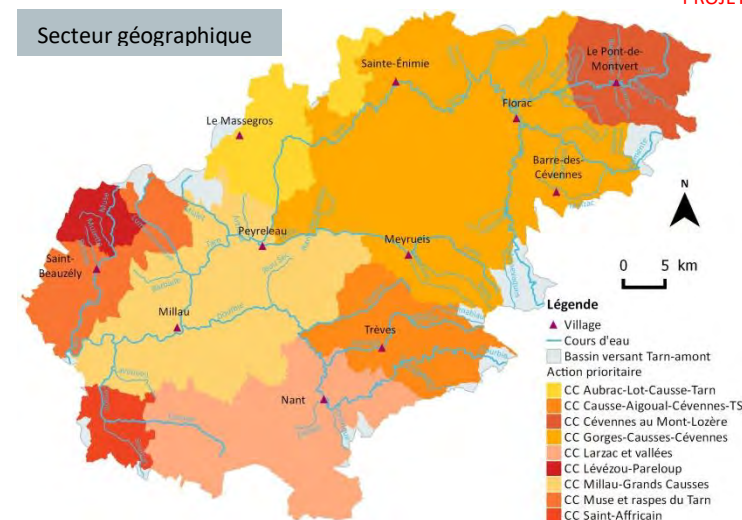 PROJET
Secteur géographique
Le Pont-de-
Montvert
Sainte-Énimie
Florac
Le Massegros
Barre-des-
Cévennes
Peyreleau
Meyrueis
Saint-
Beauzély
Millau
Trèves
Nant
N
0 5 km
Légende
Village
Cours d'eau
Bassin versant Tarn-amont
Action prioritaire
CC Aubrac-Lot-Causse-Tarn
CC Causse-Aigoual-Cévennes-TS
CC Cévennes au Mont-Lozère
CC Gorges-Causses-Cévennes
CC Larzac et vallées
CC Lévézou-Pareloup
CC Millau-Grands Causses
CC Muse et raspes du Tarn
CC Saint-Affricain